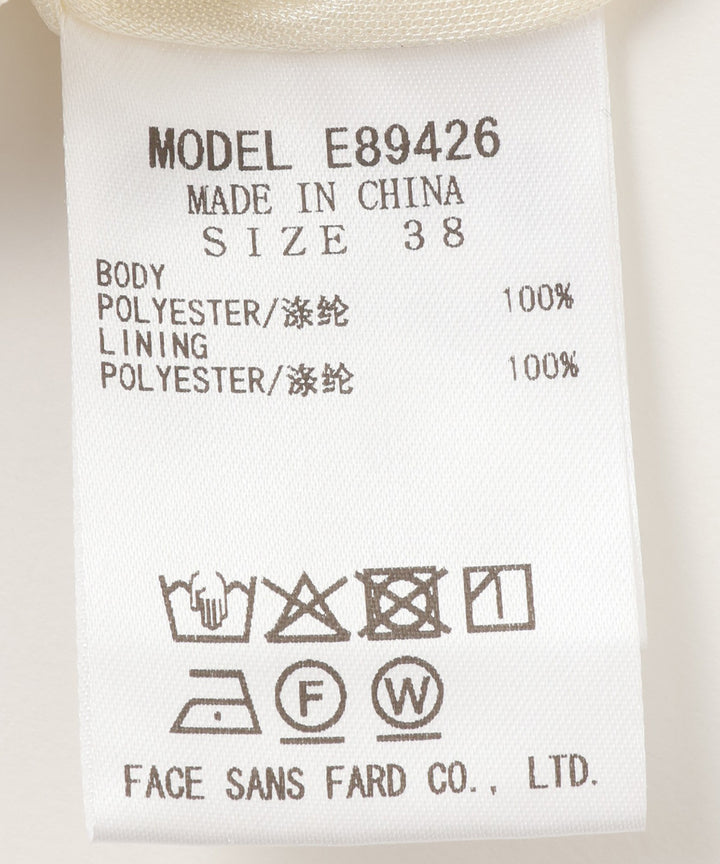 MODEL E89426
MADE IN CHINA
SIZE 38
BODY
POLYESTER/涤纶 100%
LINING
POLYESTER/涤纶 100%
F W
FACE SANS FARD CO., LTD.